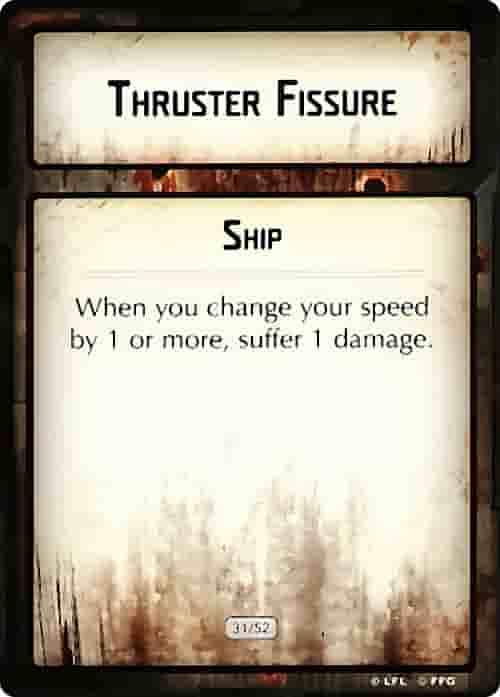 Thruster Fissure
Ship
When you change your speed
by 1 or more, suffer 1 damage.
31/52
© LFL © FFG